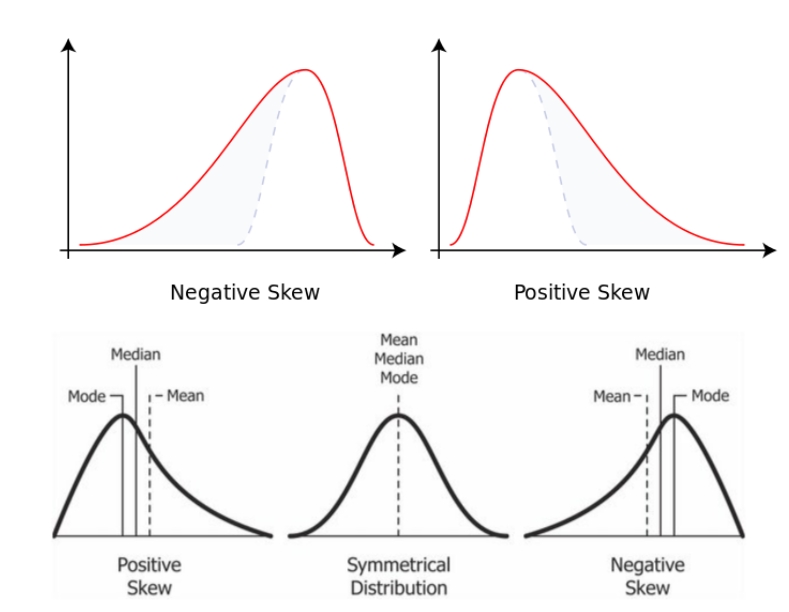 Negative Skew
Positive Skew
Median
Mode
Mean
Mean
Median
Mode
Median
Mean
Mode
Positive
Skew
Symmetrical
Distribution
Negative
Skew